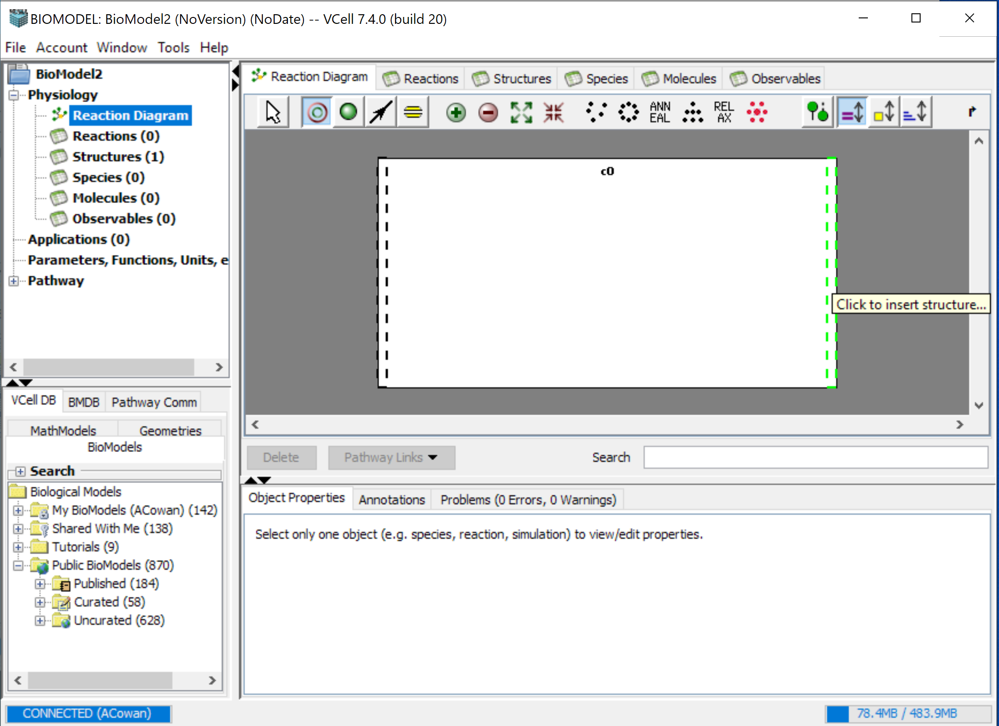 BIOMODEL: BioModel2 (NoVersion) (NoDate) -- VCell 7.4.0 (build 20)
File Account Window Tools Help
BioModel2
Physiology
Reaction Diagram
Reactions (0)
Structures (1)
Species (0)
Molecules (0)
Observables (0)
Applications (0)
Parameters, Functions, Units, e
Pathway
VCell DB BMDB Pathway Comm
MathModels Geometries
BioModels
Search
Biological Models
My BioModels (ACowan) (142)
Shared With Me (138)
Tutorials (9)
Public BioModels (870)
Published (184)
Curated (58)
Uncurated (628)
Reaction Diagram Reactions Structures Species Molecules Observables
ANN
EAL
REL
AX
c0
Click to insert structure...
Delete Pathway Links Search
Object Properties Annotations Problems (0 Errors, 0 Warnings)
Select only one object (e.g. species, reaction, simulation) to view/edit properties.
CONNECTED (ACowan) 78.4MB / 483.9MB